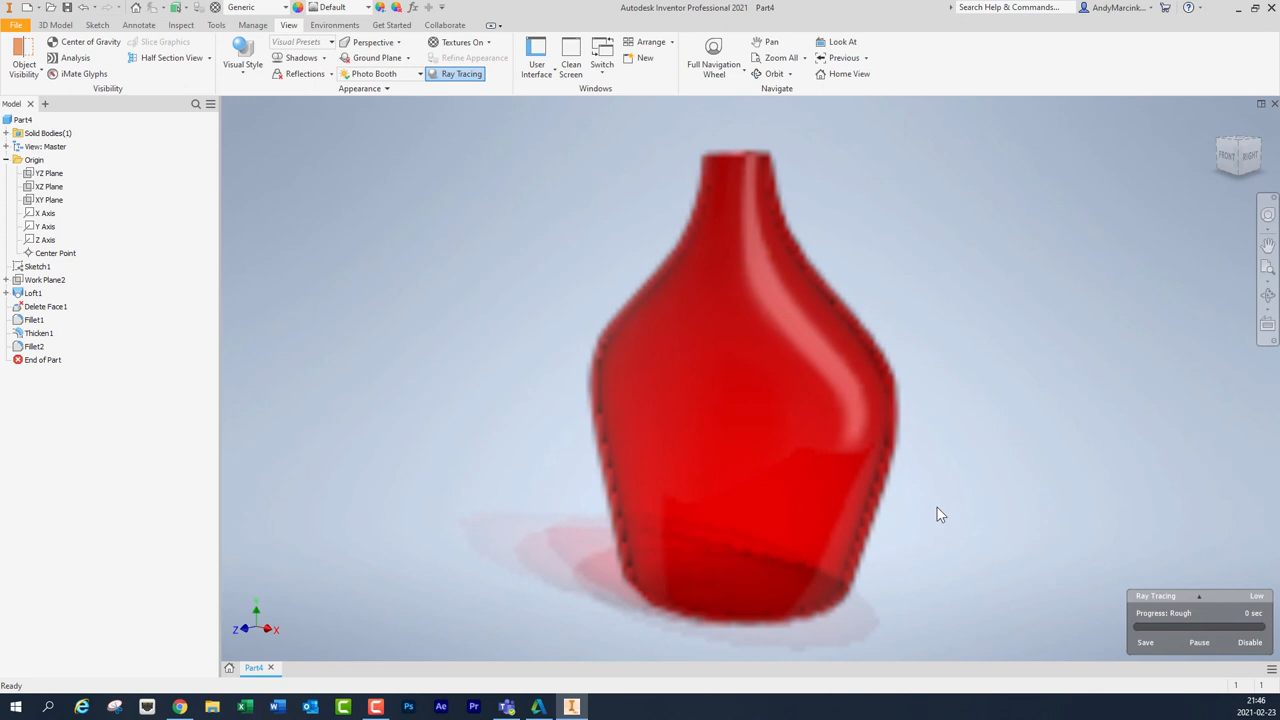 Generic
Default
Autodesk Inventor Professional 2021 Part4
Search Help & Commands...
AndyMarcink...
File
3D Model
Sketch
Annotate
Inspect
Tools
Manage
View
Environments
Get Started
Collaborate
Object
Visibility
Center of Gravity
Analysis
iMate Glyphs
Slice Graphics
Half Section View
Visibility
Visual Style
Visual Presets
Shadows
Reflections
Perspective
Ground Plane
Photo Booth
Textures On
Refine Appearance
Ray Tracing
Appearance
User
Interface
Clean
Screen
Switch
Arrange
New
Windows
Full Navigation
Wheel
Pan
Zoom All
Orbit
Look At
Previous
Home View
Navigate
Model
Part4
Solid Bodies(1)
View: Master
Origin
YZ Plane
XZ Plane
XY Plane
X Axis
Y Axis
Z Axis
Center Point
Sketch1
Work Plane2
Loft1
Delete Face1
Fillet1
Thicken1
Fillet2
End of Part
FRONT
RIGHT
Y
Z
X
Ray Tracing
Low
Progress: Rough
0 sec
Save
Pause
Disable
Part4
Ready
1
1
21:46
2021-02-23